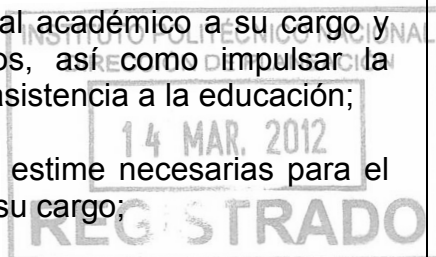 al académico a su cargo y
INSTITUTO POLITÉCNICO NACIONAL
os, así como impulsar la
asistencia a la educación;
14 MAR. 2012
estime necesarias para el
su cargo;
REGISTRADO